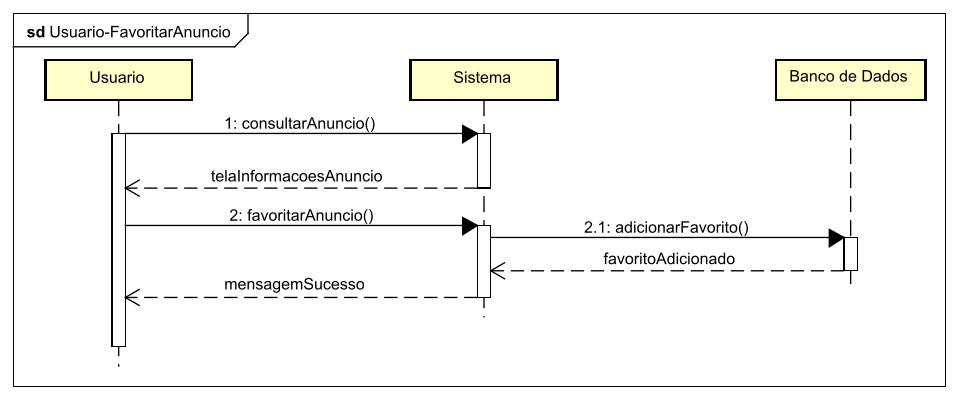 sd Usuario-FavoritarAnuncio
Usuario
Sistema
Banco de Dados
1: consultarAnuncio()
telaInformacoesAnuncio
2: favoritarAnuncio()
2.1: adicionarFavorito()
favoritoAdicionado
mensagemSucesso